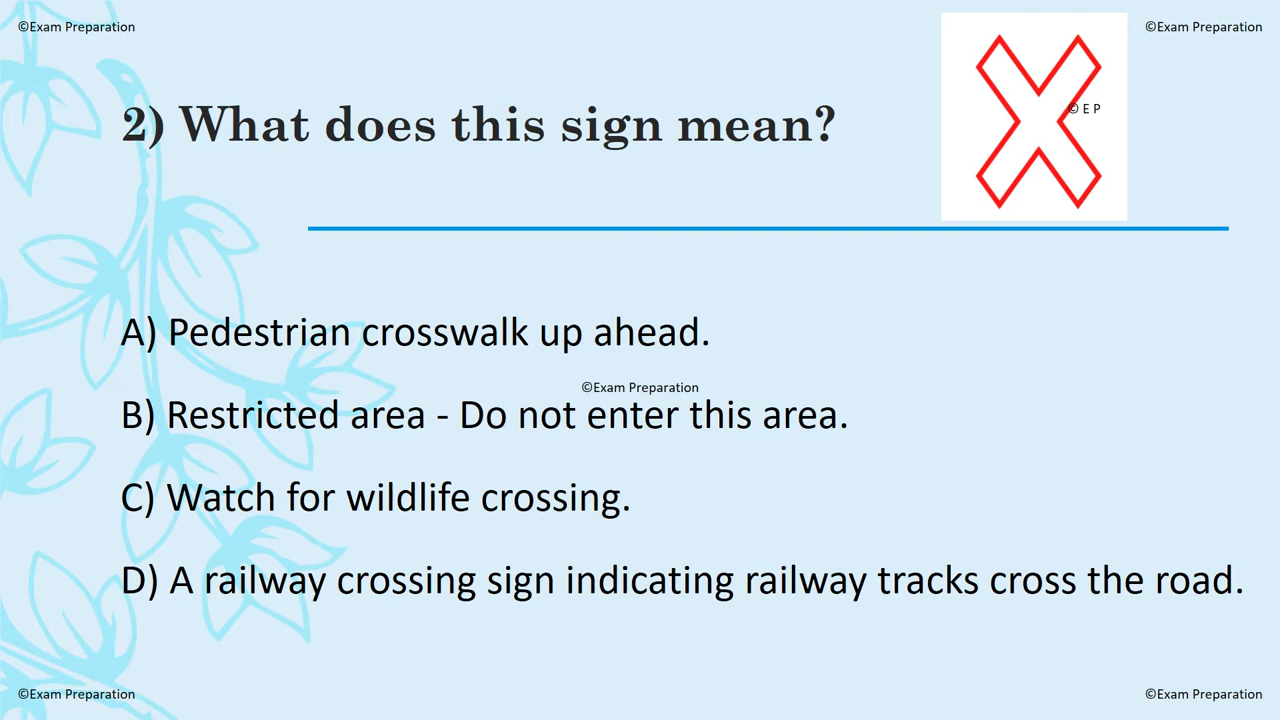 ©Exam Preparation
©Exam Preparation
© E P
2) What does this sign mean?
A) Pedestrian crosswalk up ahead.
©Exam Preparation
B) Restricted area - Do not enter this area.
C) Watch for wildlife crossing.
D) A railway crossing sign indicating railway tracks cross the road.
©Exam Preparation
©Exam Preparation